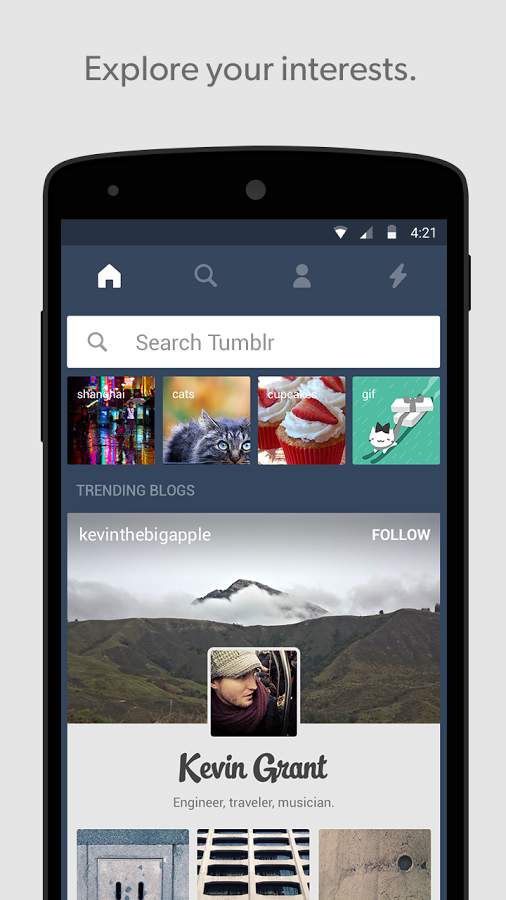 Explore your interests.
4:21
Search Tumblr
shanghai
cats
cupcakes
gif
TRENDING BLOGS
kevinthebigapple
FOLLOW
Kevin Grant
Engineer, traveler, musician.